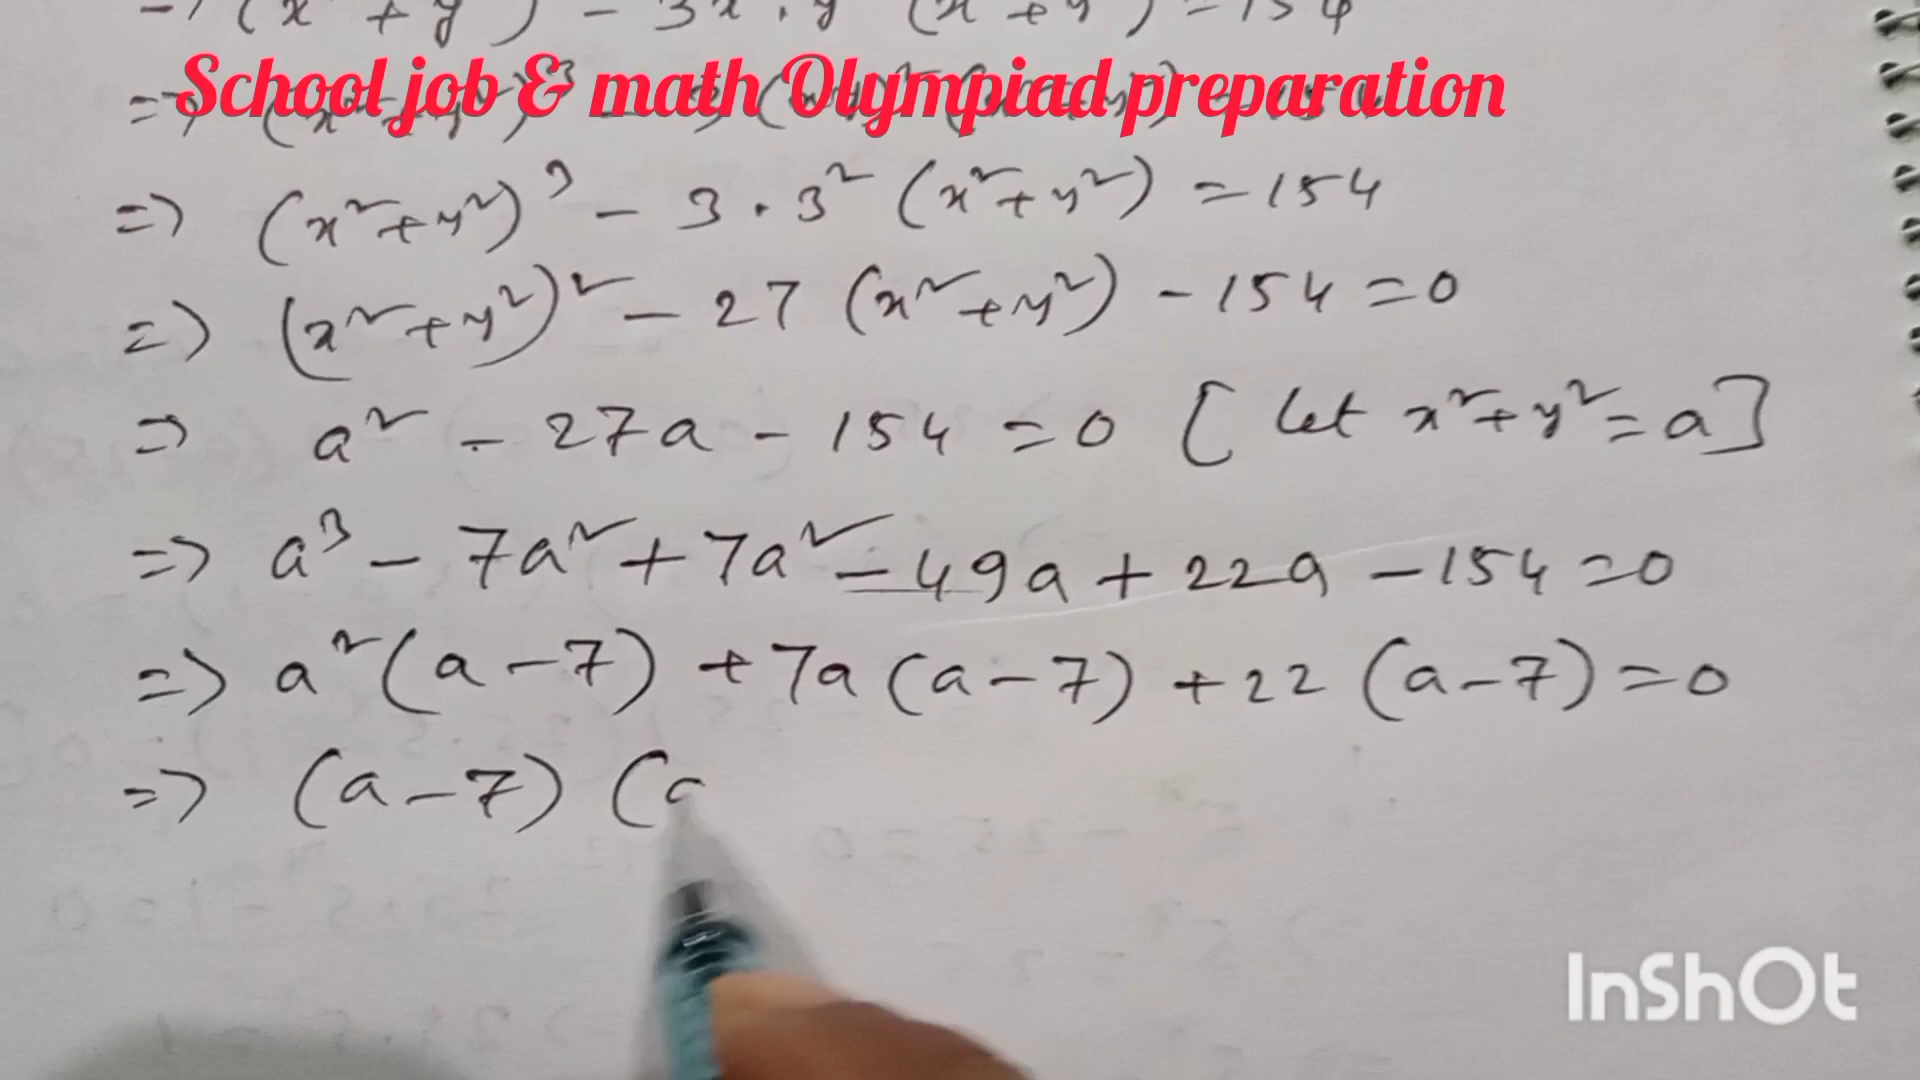 School job & math Olympiad preparation
=> (x²+y²)³ - 3·3² (x²+y²) = 154
=> (x²+y²)² - 27 (x²+y²) - 154 = 0
=> a² - 27a - 154 = 0 [ Let x²+y² = a ]
=> a³ - 7a² + 7a² - 49a + 22a - 154 = 0
=> a² (a-7) + 7a (a-7) + 22 (a-7) = 0
=> (a-7) (a
InShOt